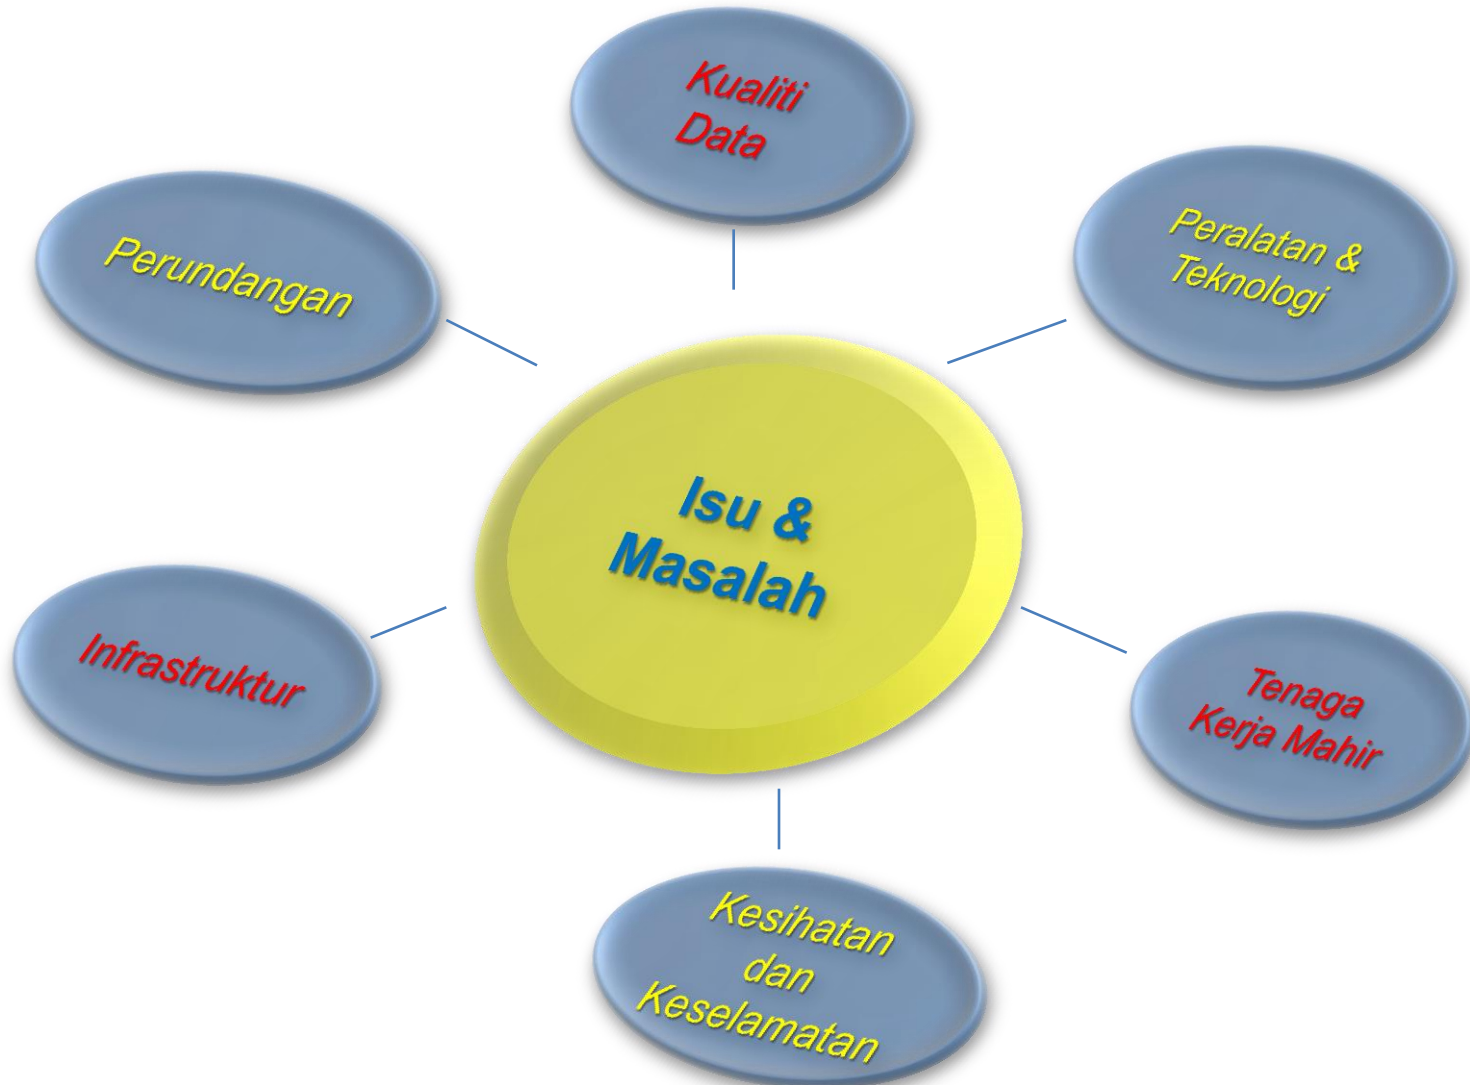 Kualiti
Data
Perundangan
Peralatan &
Teknologi
Isu &
Masalah
Infrastruktur
Tenaga
Kerja Mahir
Kesihatan
dan
Keselamatan